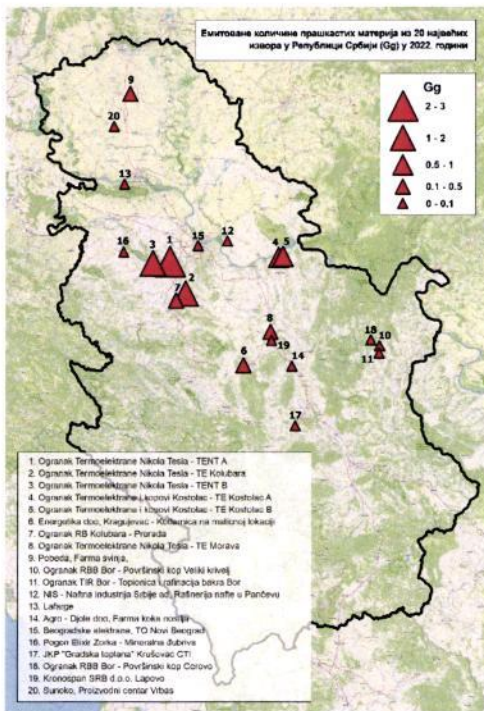 Емитоване количине прашкастих материја из 20 највећих
извора у Републици Србији (Gg) у 2022. години
Gg
2 - 3
1 - 2
0.5 - 1
0.1 - 0.5
0 - 0.1
9
20
13
16
3
1
15
12
4
5
2
7
8
19
6
14
18
10
11
17
1. Ogranak Termoelektrane Nikola Tesla - TENT A
2. Ogranak Termoelektrane Nikola Tesla - TE Kolubara
3. Ogranak Termoelektrane Nikola Tesla - TENT B
4. Ogranak Termoelektrane i kopovi Kostolac - TE Kostolac A
5. Ogranak Termoelektrane i kopovi Kostolac - TE Kostolac B
6. Energetika doo, Kragujevac - Kotlarnica na matičnoj lokaciji
7. Ogranak RB Kolubara - Prerada
8. Ogranak Termoelektrane Nikola Tesla - TE Morava
9. Pobeda, Farma svinja,
10. Ogranak RBB Bor - Površinski kop Veliki krivelj
11. Ogranak TIR Bor - Topionica i rafinacija bakra Bor
12. NIS - Naftna industrija Srbije ad, Rafinerija nafte u Pančevu
13. Lafarge
14. Agro - Djole doo, Farma koka nosilja
15. Beogradske elektrane, TO Novi Beograd
16. Pogon Elixir Zorka - Mineralna đubriva
17. JKP "Gradska toplana" Kruševac CTI
18. Ogranak RBB Bor - Površinski kop Cerovo
19. Kronospan SRB d.o.o. Lapovo
20. Sunoko, Proizvodni centar Vrbas